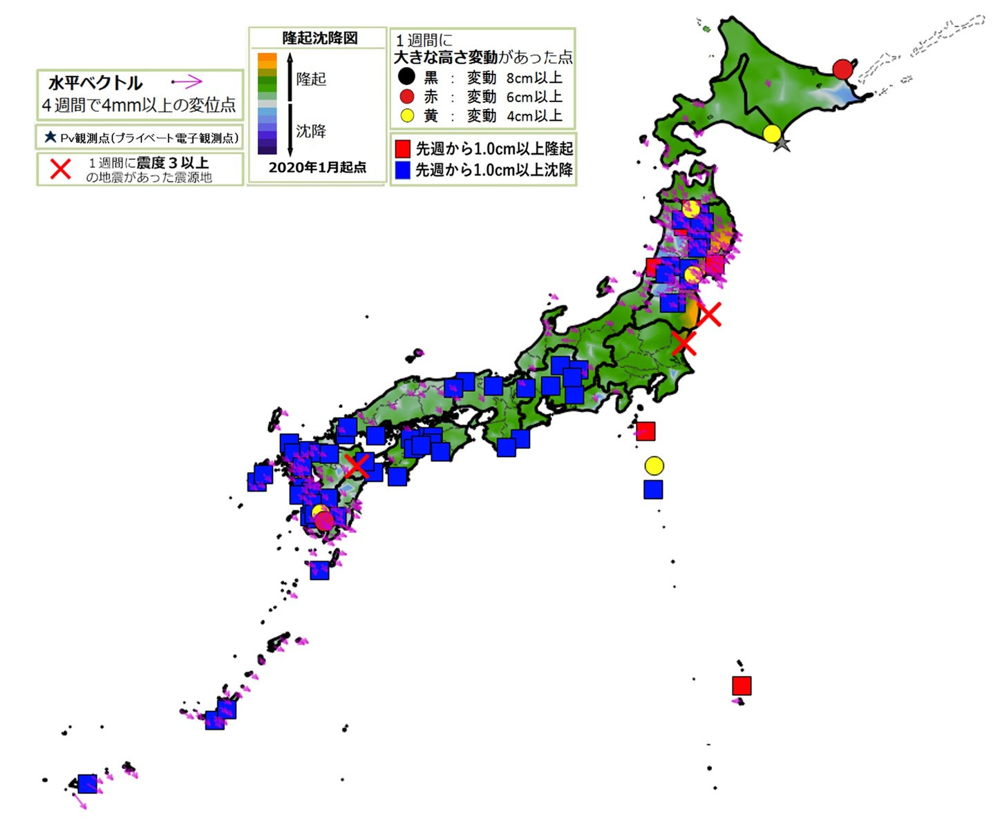 水平ベクトル
４週間で4mm以上の変位点
Pv観測点(プライベート電子観測点)
１週間に震度３以上
の地震があった震源地
隆起沈降図
隆起
沈降
2020年1月起点
１週間に
大きな高さ変動があった点
黒 ： 変動 8cm以上
赤 ： 変動 6cm以上
黄 ： 変動 4cm以上
先週から1.0cm以上隆起
先週から1.0cm以上沈降